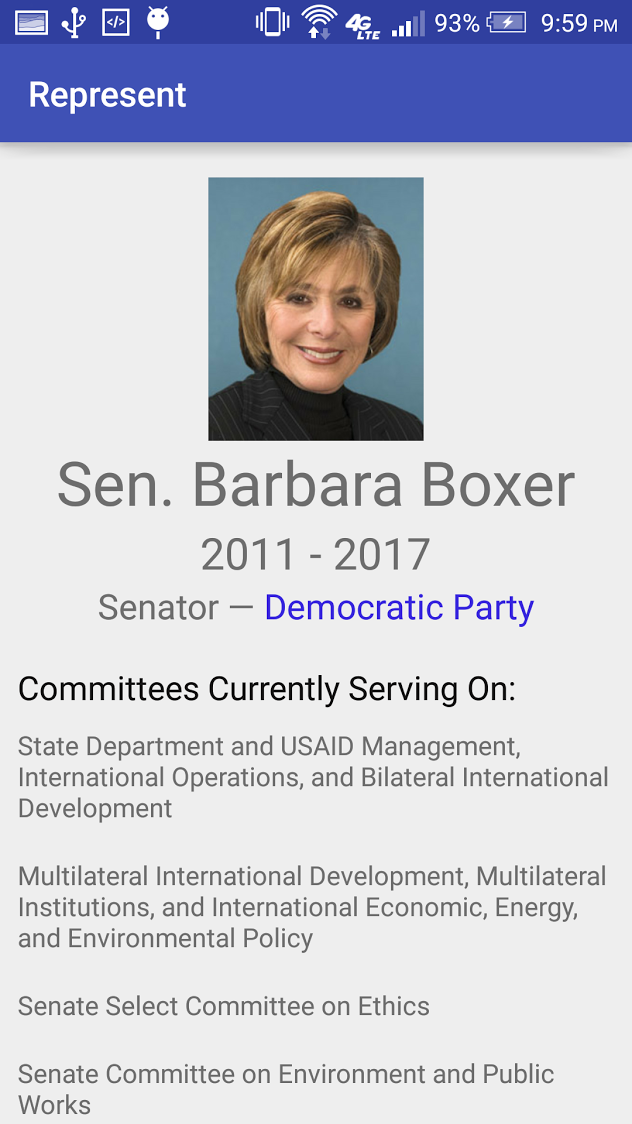 93% 9:59 PM
4G LTE
Represent
Sen. Barbara Boxer
2011 - 2017
Senator — Democratic Party
Committees Currently Serving On:
State Department and USAID Management,
International Operations, and Bilateral International
Development
Multilateral International Development, Multilateral
Institutions, and International Economic, Energy,
and Environmental Policy
Senate Select Committee on Ethics
Senate Committee on Environment and Public
Works